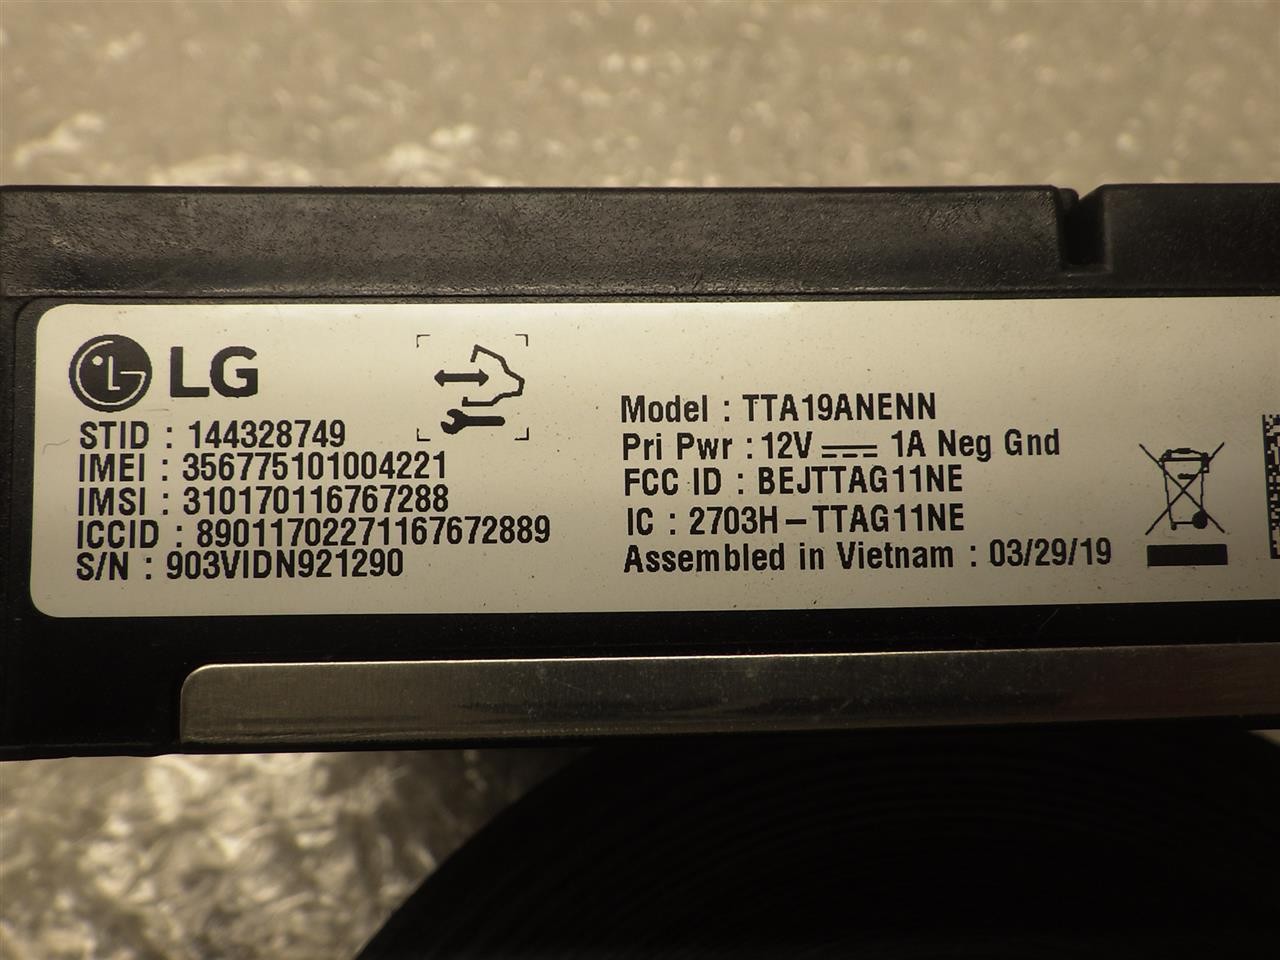 LG
STID : 144328749
IMEI : 356775101004221
IMSI : 310170116767288
ICCID : 89011702271167672889
S/N : 903VIDN921290
Model : TTA19ANENN
Pri Pwr : 12V 1A Neg Gnd
FCC ID : BEJTTAG11NE
IC : 2703H-TTAG11NE
Assembled in Vietnam : 03/29/19